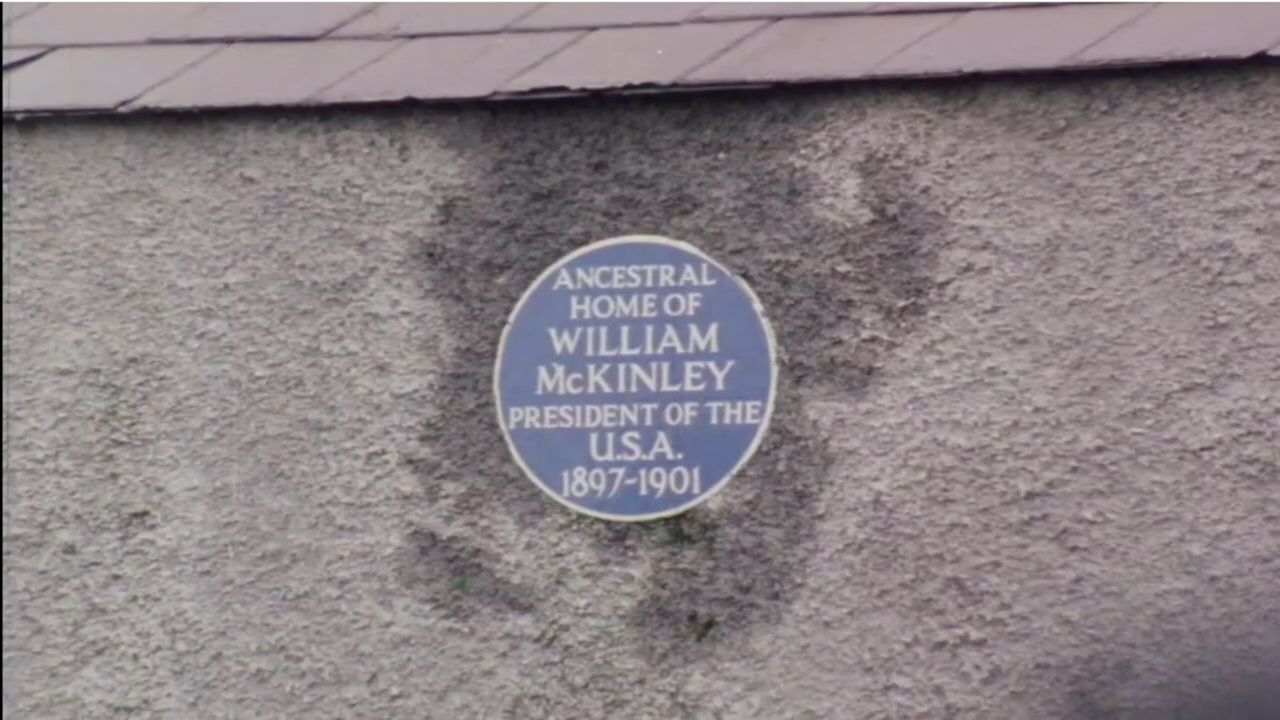 ANCESTRAL
HOME OF
WILLIAM
McKINLEY
PRESIDENT OF THE
U.S.A.
1897-1901